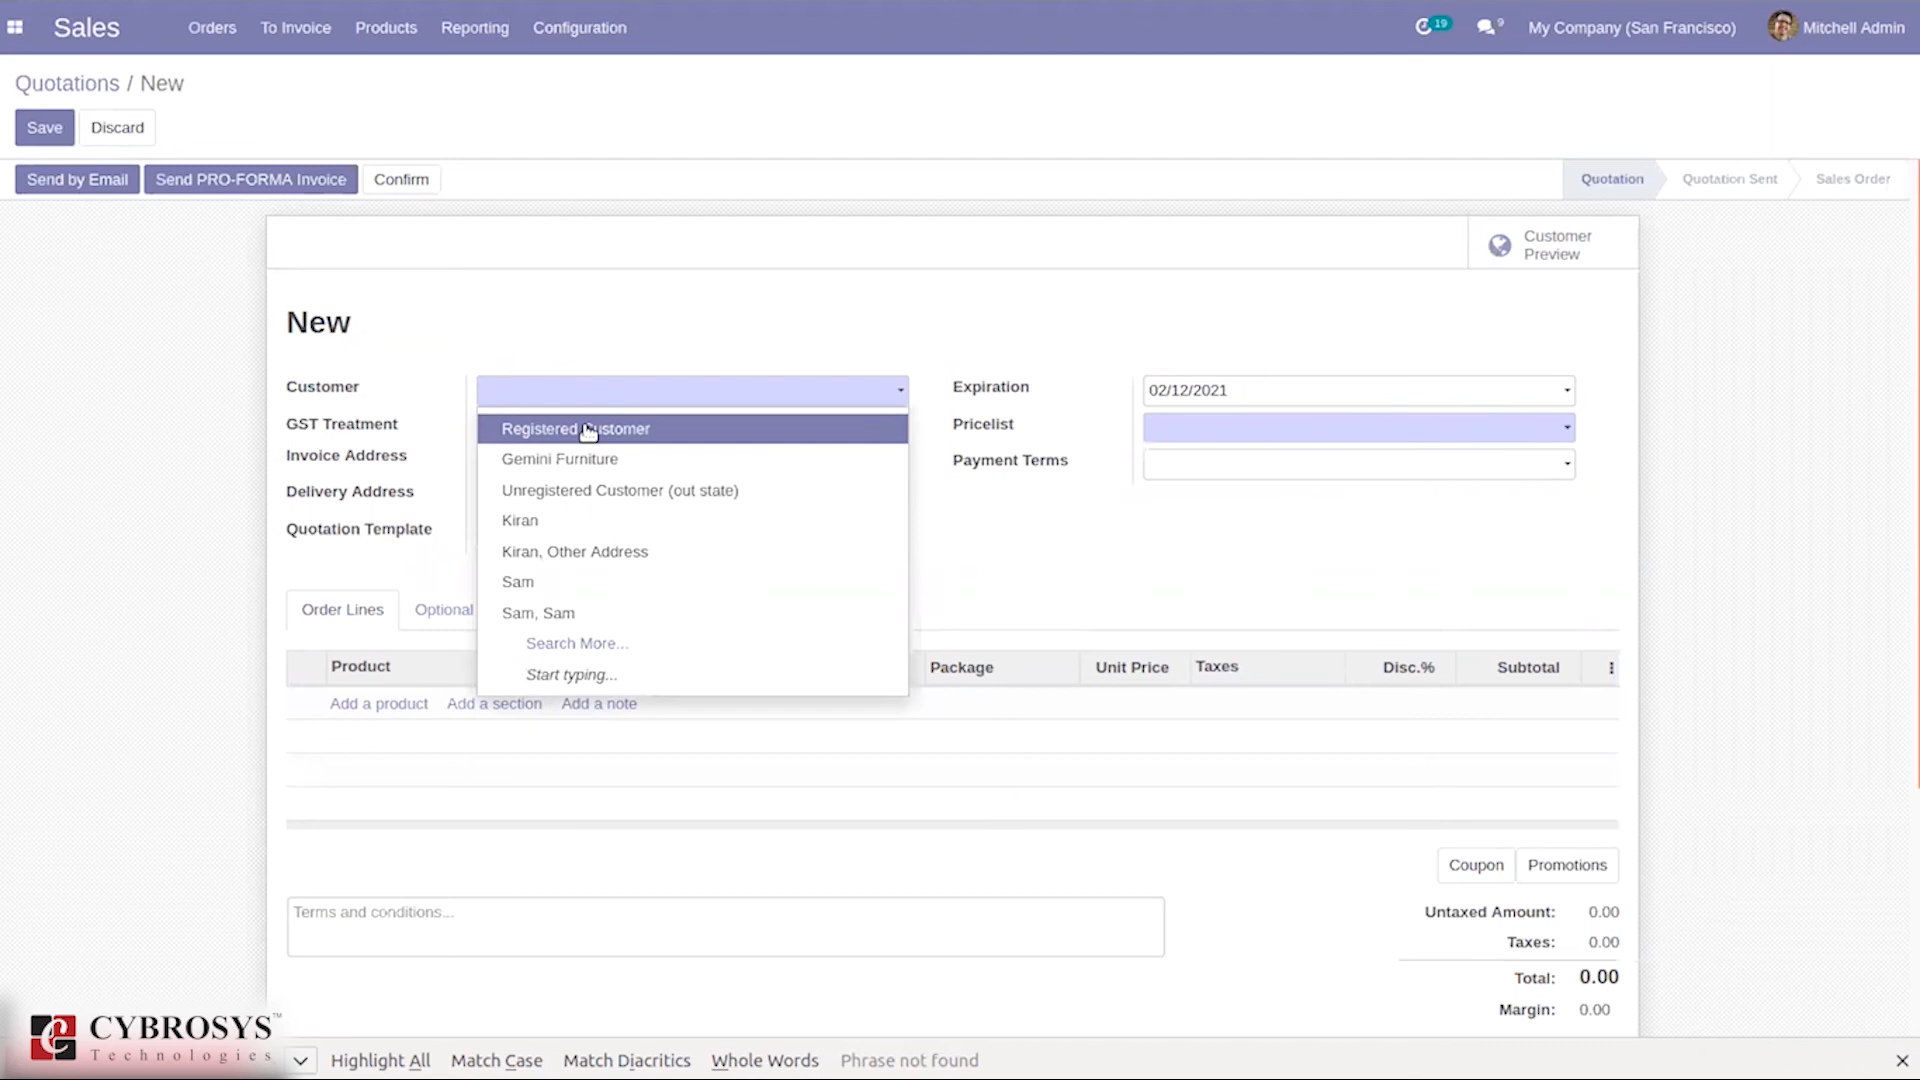 Sales Orders To Invoice Products Reporting Configuration 19 9 My Company (San Francisco) Mitchell Admin
Quotations / New
Save Discard
Send by Email Send PRO-FORMA Invoice Confirm Quotation Quotation Sent Sales Order
Customer
Preview
New
Customer
GST Treatment
Invoice Address
Delivery Address
Quotation Template
Registered Customer
Gemini Furniture
Unregistered Customer (out state)
Kiran
Kiran, Other Address
Sam
Sam, Sam
Search More...
Start typing...
Expiration 02/12/2021
Pricelist
Payment Terms
Order Lines Optional
Product Package Unit Price Taxes Disc.% Subtotal
Add a product Add a section Add a note
Coupon Promotions
Terms and conditions...
Untaxed Amount: 0.00
Taxes: 0.00
Total: 0.00
Margin: 0.00
CYBROSYS™
Technologies
Highlight All Match Case Match Diacritics Whole Words Phrase not found